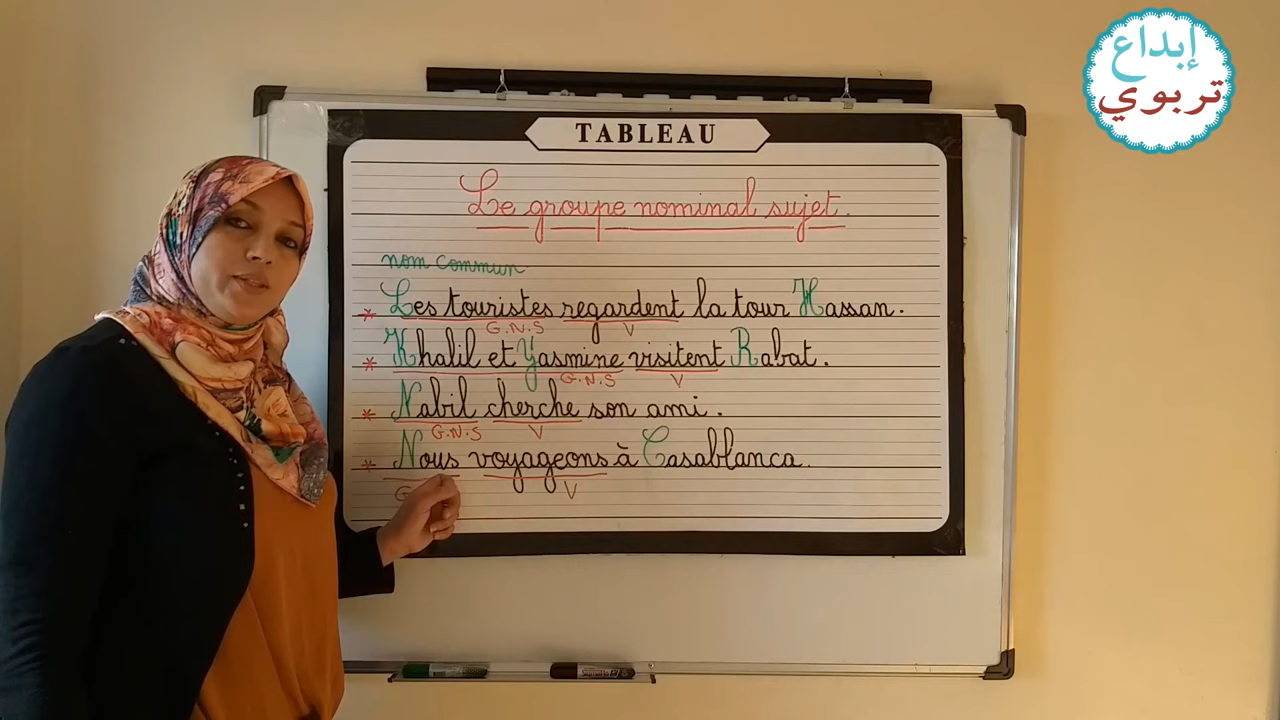 إبداع
تربوي
TABLEAU
Le groupe nominal sujet.
nom commun
* Les touristes regardent la tour Hassan.
G.N.S V
* Khalil et Yasmine visitent Rabat.
G.N.S V
* Nabil cherche son ami.
G.N.S V
* Nous voyageons à Casablanca.
G V